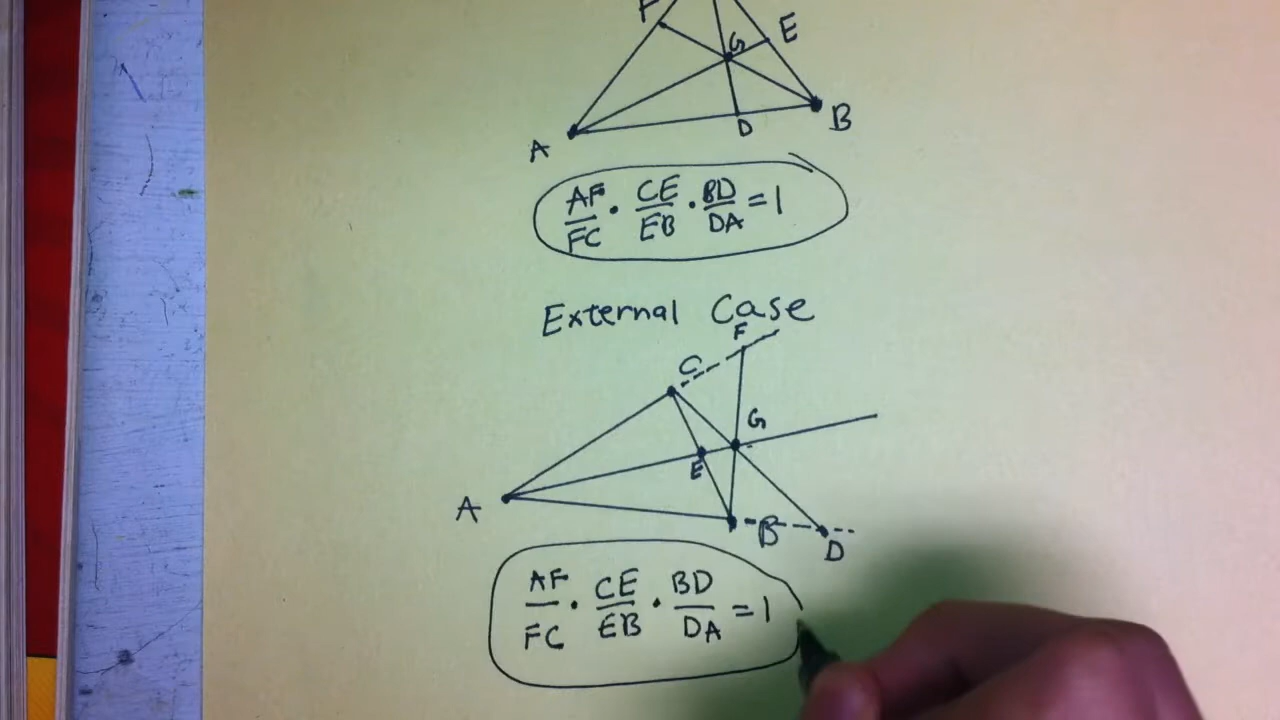 F
G
E
A
D
B
AF/FC · CE/EB · BD/DA = 1
External Case
F
C
G
E
A
B
D
AF/FC · CE/EB · BD/DA = 1